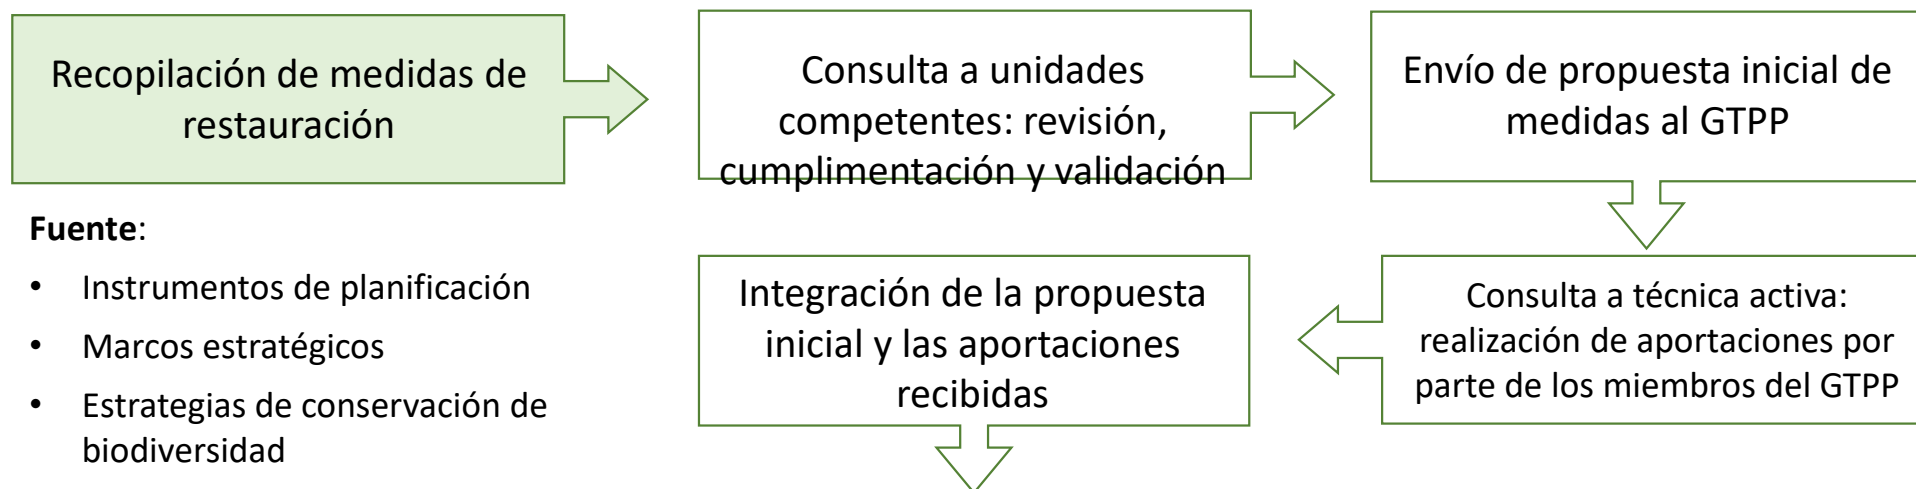 Recopilación de medidas de
restauración
Consulta a unidades
competentes: revisión,
cumplimentación y validación
Envío de propuesta inicial de
medidas al GTPP
Fuente:
• Instrumentos de planificación
• Marcos estratégicos
• Estrategias de conservación de
biodiversidad
Consulta a técnica activa:
realización de aportaciones por
parte de los miembros del GTPP
Integración de la propuesta
inicial y las aportaciones
recibidas